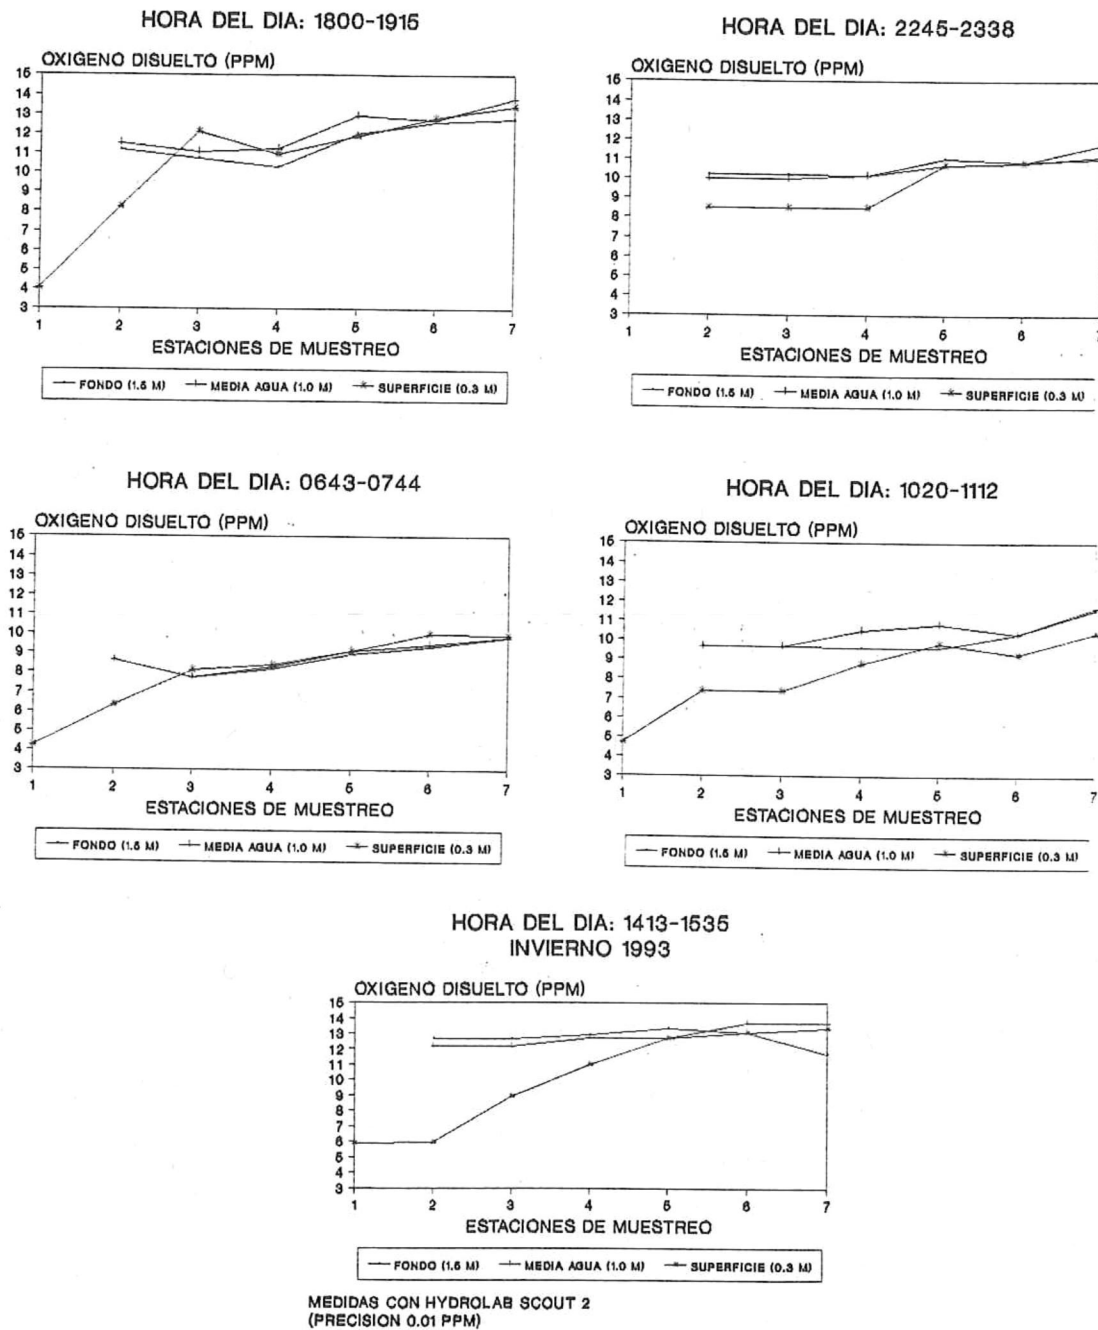 HORA DEL DIA: 1800-1915
OXIGENO DISUELTO (PPM)
15
14
13
12
11
10
9
8
7
6
5
4
3
1 2 3 4 5 6 7
ESTACIONES DE MUESTREO
FONDO (1.5 M) MEDIA AGUA (1.0 M) SUPERFICIE (0.3 M)
HORA DEL DIA: 2245-2338
OXIGENO DISUELTO (PPM)
15
14
13
12
11
10
9
8
7
6
5
4
3
1 2 3 4 5 6 7
ESTACIONES DE MUESTREO
FONDO (1.5 M) MEDIA AGUA (1.0 M) SUPERFICIE (0.3 M)
HORA DEL DIA: 0643-0744
OXIGENO DISUELTO (PPM)
15
14
13
12
11
10
9
8
7
6
5
4
3
1 2 3 4 5 6 7
ESTACIONES DE MUESTREO
FONDO (1.5 M) MEDIA AGUA (1.0 M) SUPERFICIE (0.3 M)
HORA DEL DIA: 1020-1112
OXIGENO DISUELTO (PPM)
15
14
13
12
11
10
9
8
7
6
5
4
3
1 2 3 4 5 6 7
ESTACIONES DE MUESTREO
FONDO (1.5 M) MEDIA AGUA (1.0 M) SUPERFICIE (0.3 M)
HORA DEL DIA: 1413-1535
INVIERNO 1993
OXIGENO DISUELTO (PPM)
15
14
13
12
11
10
9
8
7
6
5
4
3
1 2 3 4 5 6 7
ESTACIONES DE MUESTREO
FONDO (1.5 M) MEDIA AGUA (1.0 M) SUPERFICIE (0.3 M)
MEDIDAS CON HYDROLAB SCOUT 2
(PRECISION 0.01 PPM)